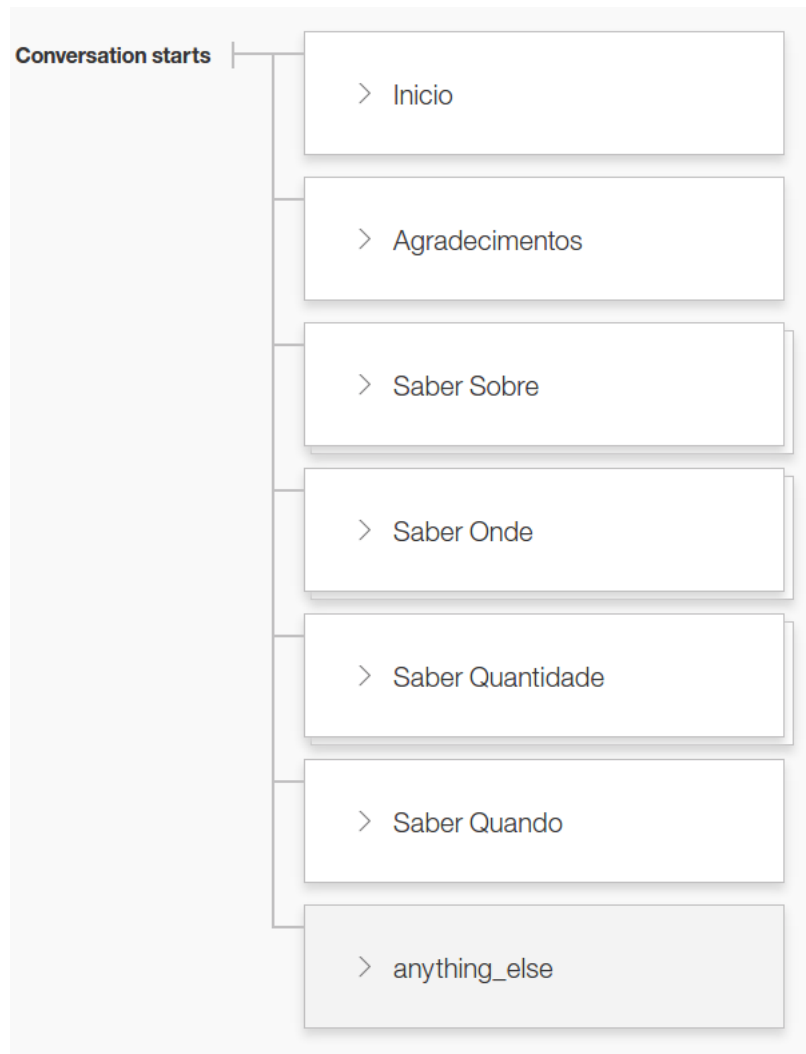 Conversation starts
Inicio
Agradecimentos
Saber Sobre
Saber Onde
Saber Quantidade
Saber Quando
anything_else